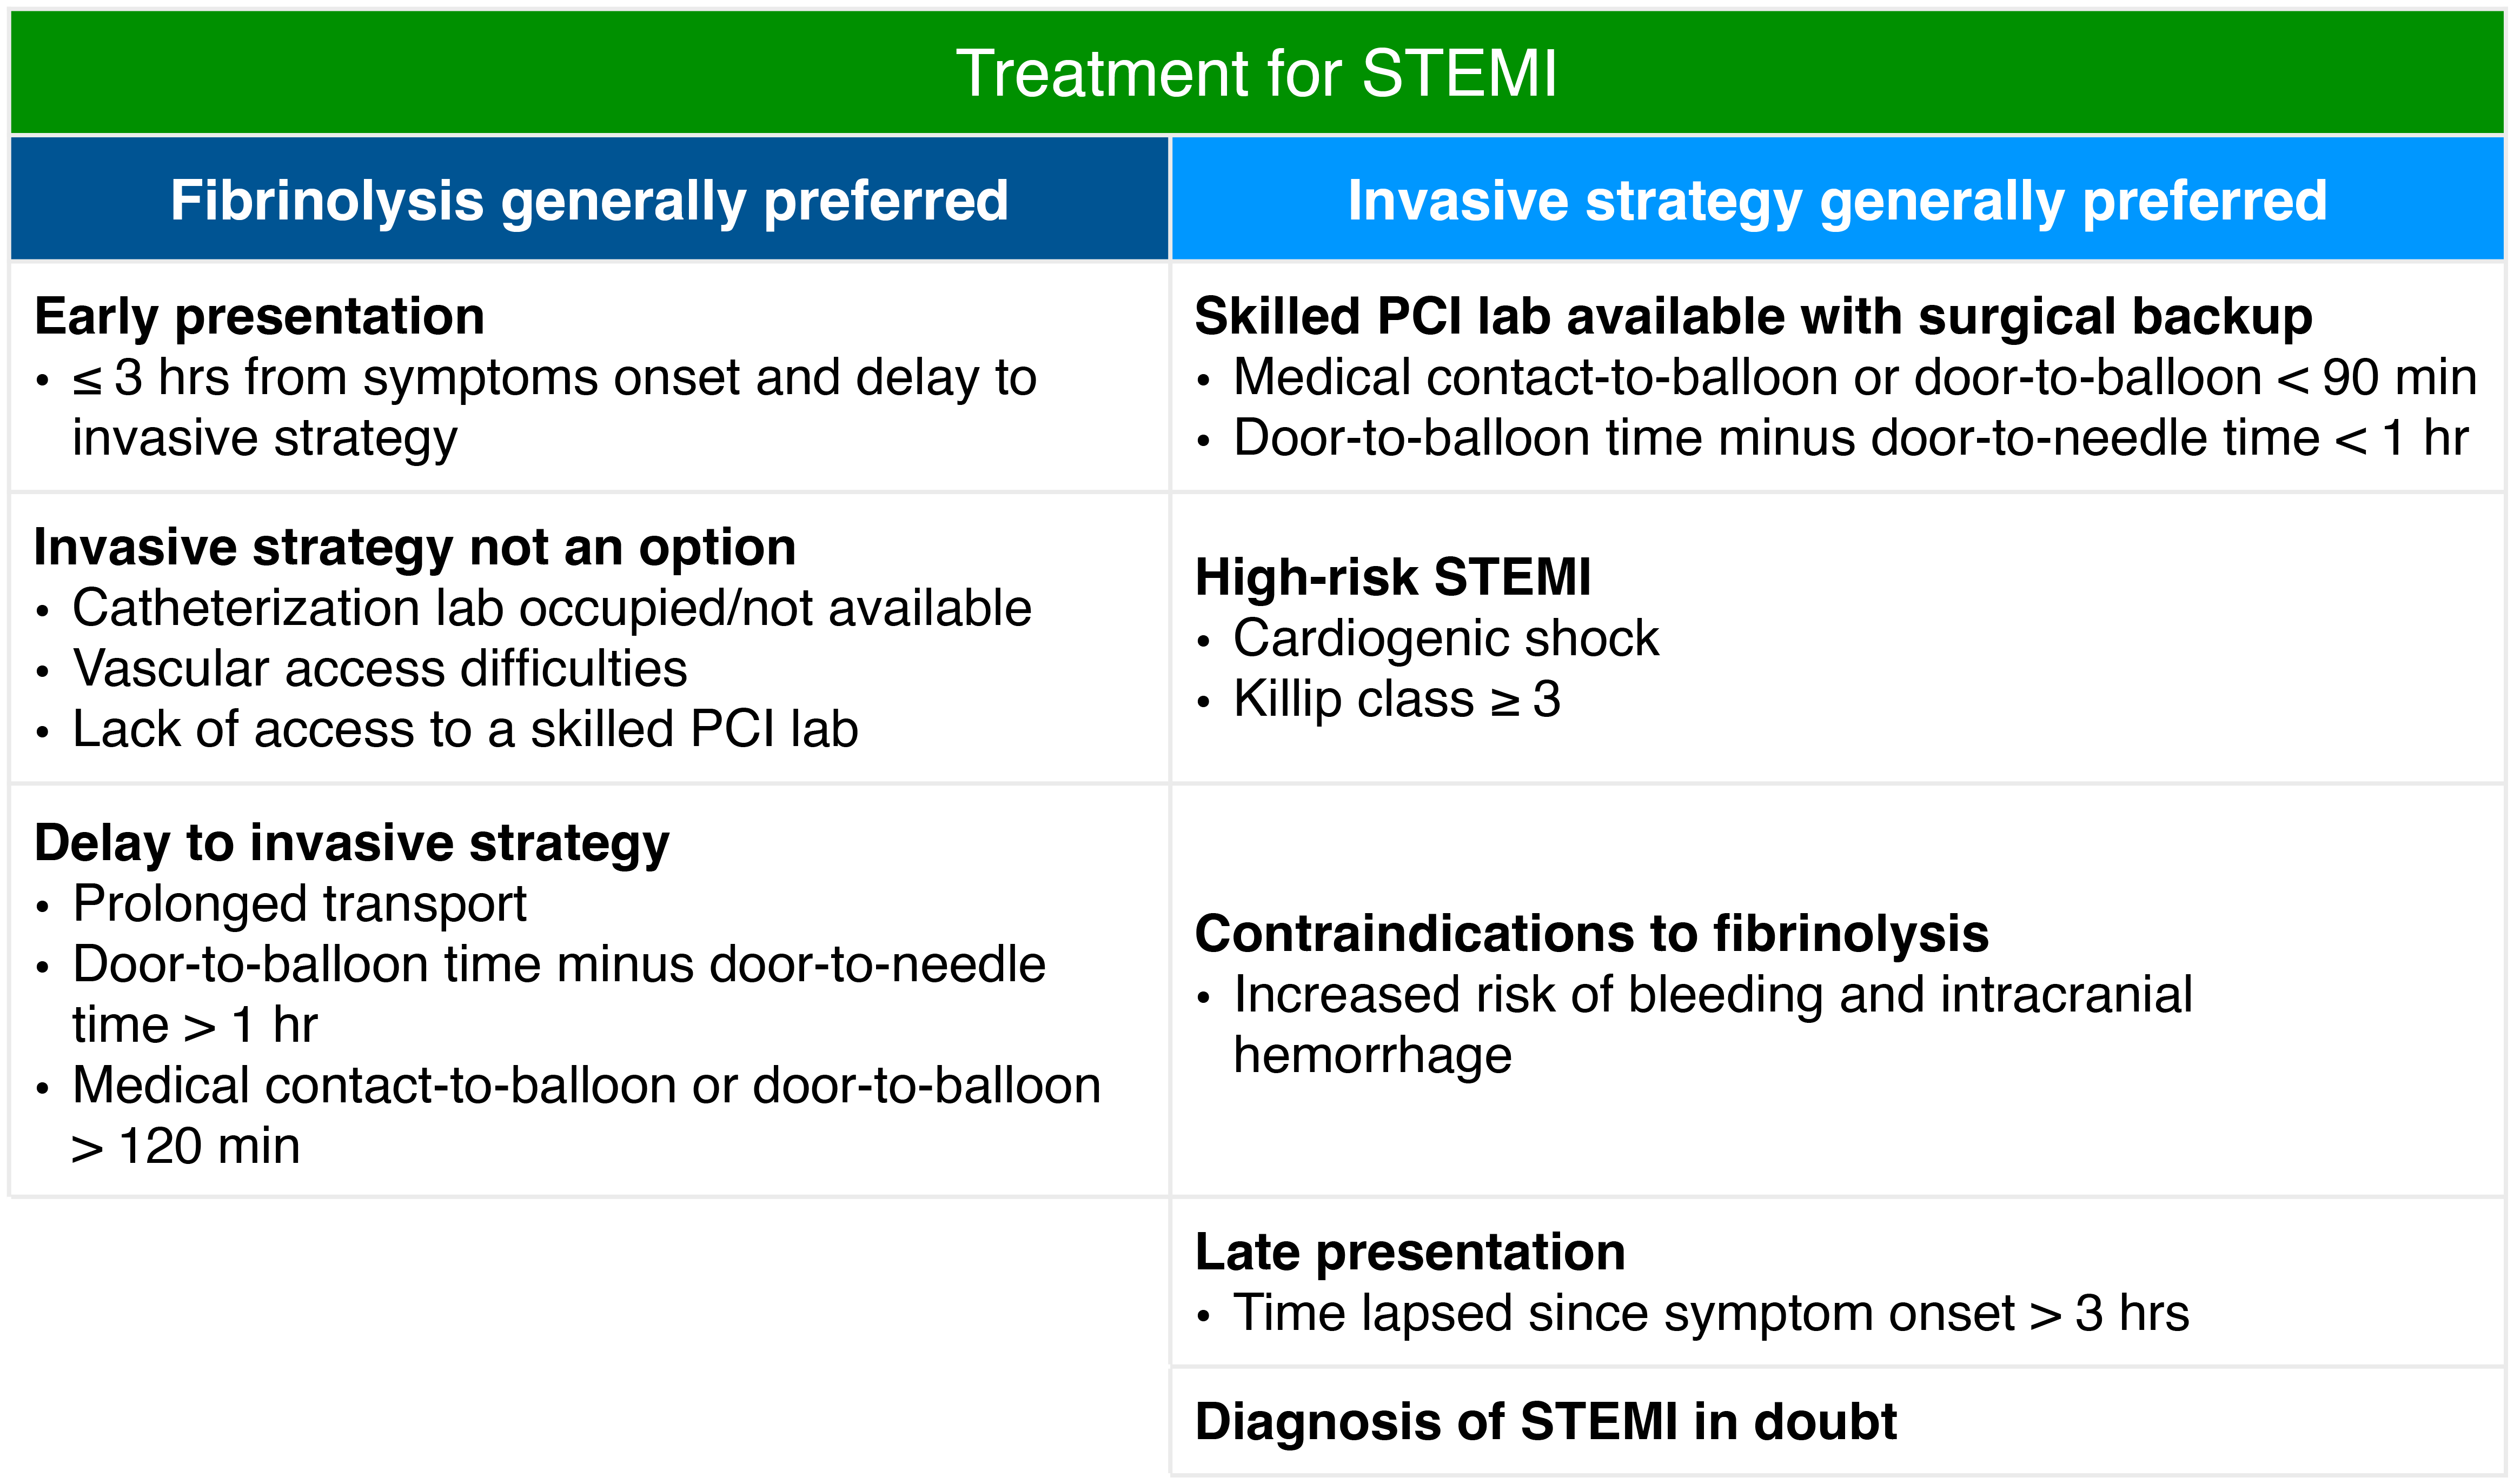 Treatment for STEMI
Fibrinolysis generally preferred
Invasive strategy generally preferred
Early presentation
• ≤ 3 hrs from symptoms onset and delay to
invasive strategy
Skilled PCI lab available with surgical backup
• Medical contact-to-balloon or door-to-balloon < 90 min
• Door-to-balloon time minus door-to-needle time < 1 hr
Invasive strategy not an option
• Catheterization lab occupied/not available
• Vascular access difficulties
• Lack of access to a skilled PCI lab
High-risk STEMI
• Cardiogenic shock
• Killip class ≥ 3
Delay to invasive strategy
• Prolonged transport
• Door-to-balloon time minus door-to-needle
time > 1 hr
• Medical contact-to-balloon or door-to-balloon
> 120 min
Contraindications to fibrinolysis
• Increased risk of bleeding and intracranial
hemorrhage
Late presentation
• Time lapsed since symptom onset > 3 hrs
Diagnosis of STEMI in doubt